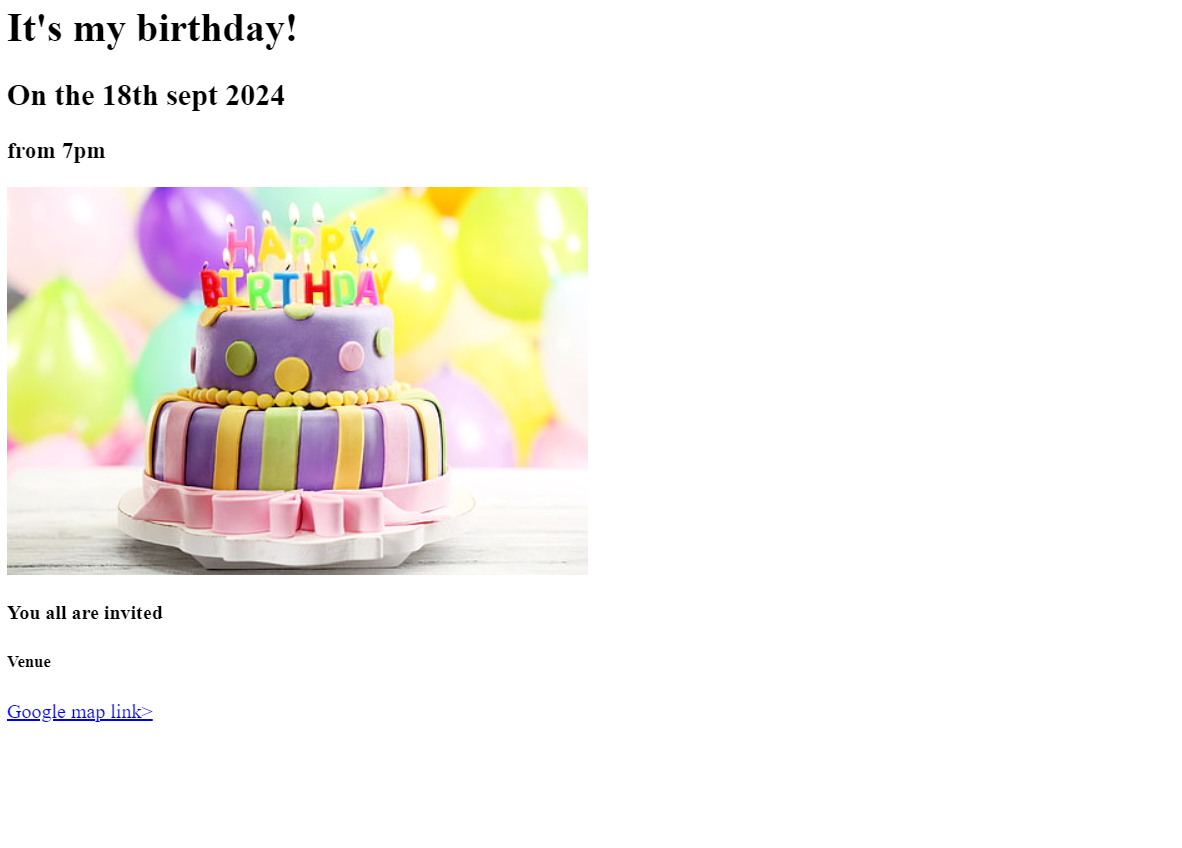 It's my birthday!
On the 18th sept 2024
from 7pm
HAPPY
BIRTHDAY
You all are invited
Venue
Google map link>